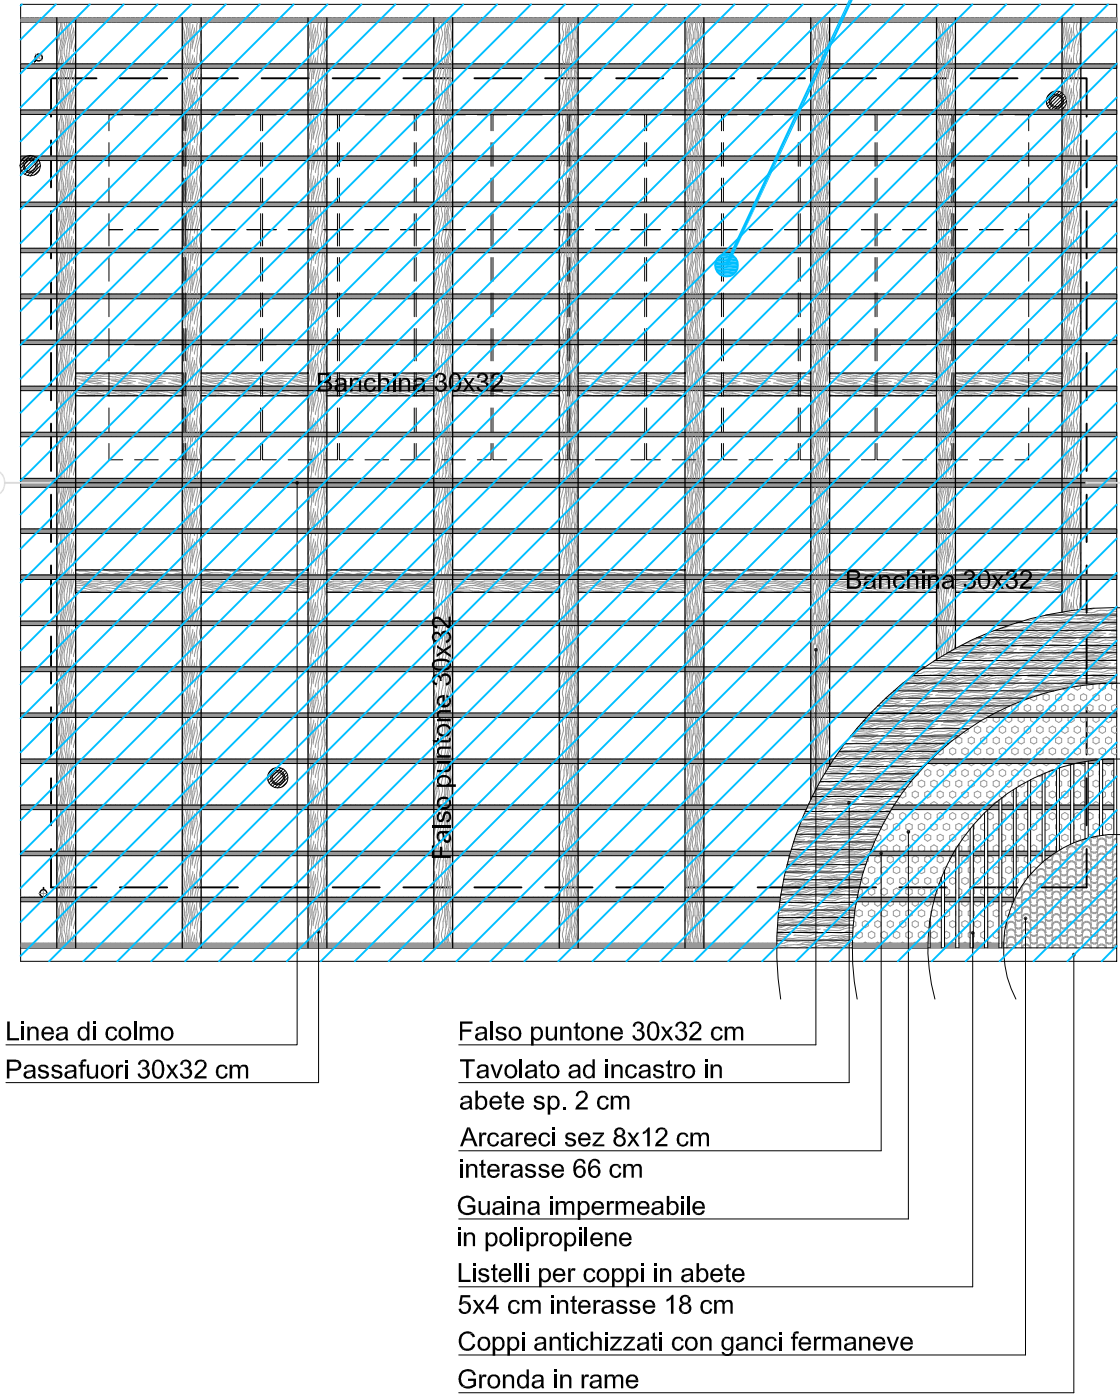 Banchina 30x32
Banchina 30x32
Falso puntone 30x32
Linea di colmo
Passafuori 30x32 cm
Falso puntone 30x32 cm
Tavolato ad incastro in
abete sp. 2 cm
Arcareci sez 8x12 cm
interasse 66 cm
Guaina impermeabile
in polipropilene
Listelli per coppi in abete
5x4 cm interasse 18 cm
Coppi antichizzati con ganci fermaneve
Gronda in rame